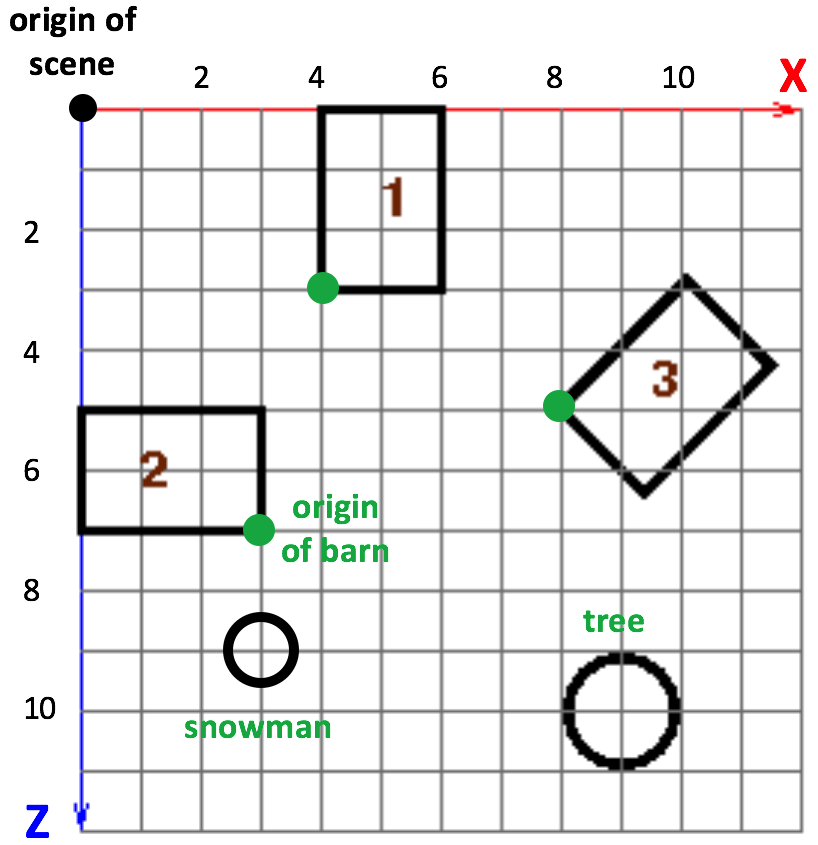 origin of
scene
2 4 6 8 10 X
1
2
3
4
2
6
origin
of barn
8
tree
10
snowman
Z